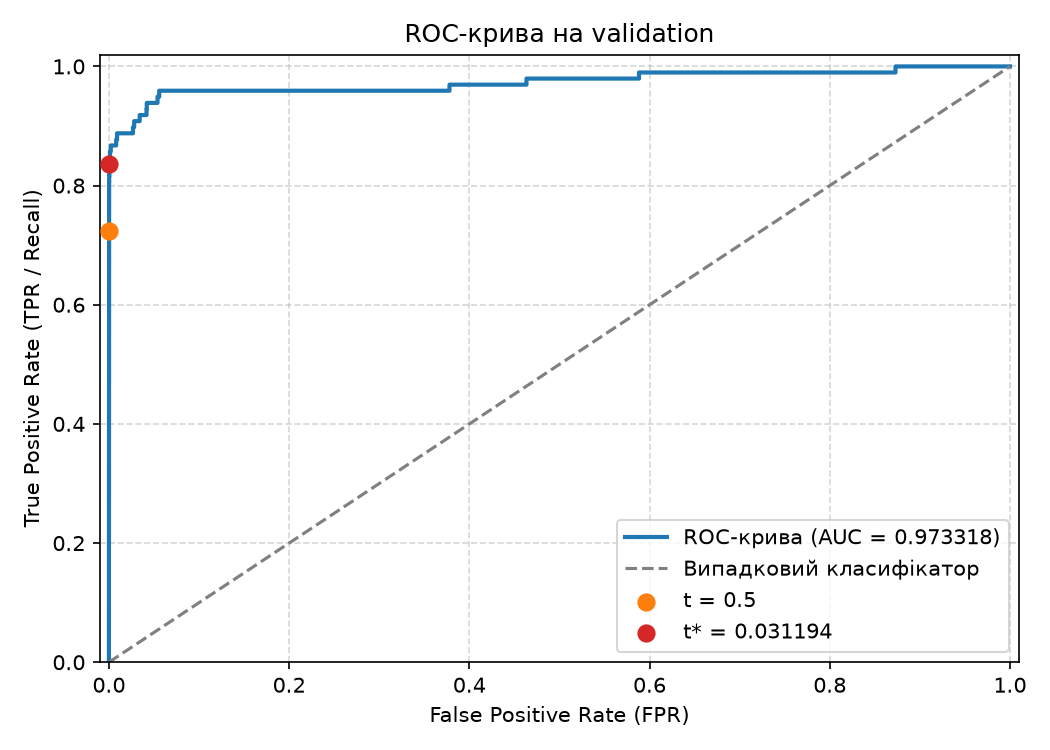 ROC-крива на validation
True Positive Rate (TPR / Recall)
1.0
0.8
0.6
0.4
0.2
0.0
0.0 0.2 0.4 0.6 0.8 1.0
False Positive Rate (FPR)
ROC-крива (AUC = 0.973318)
Випадковий класифікатор
t = 0.5
t* = 0.031194